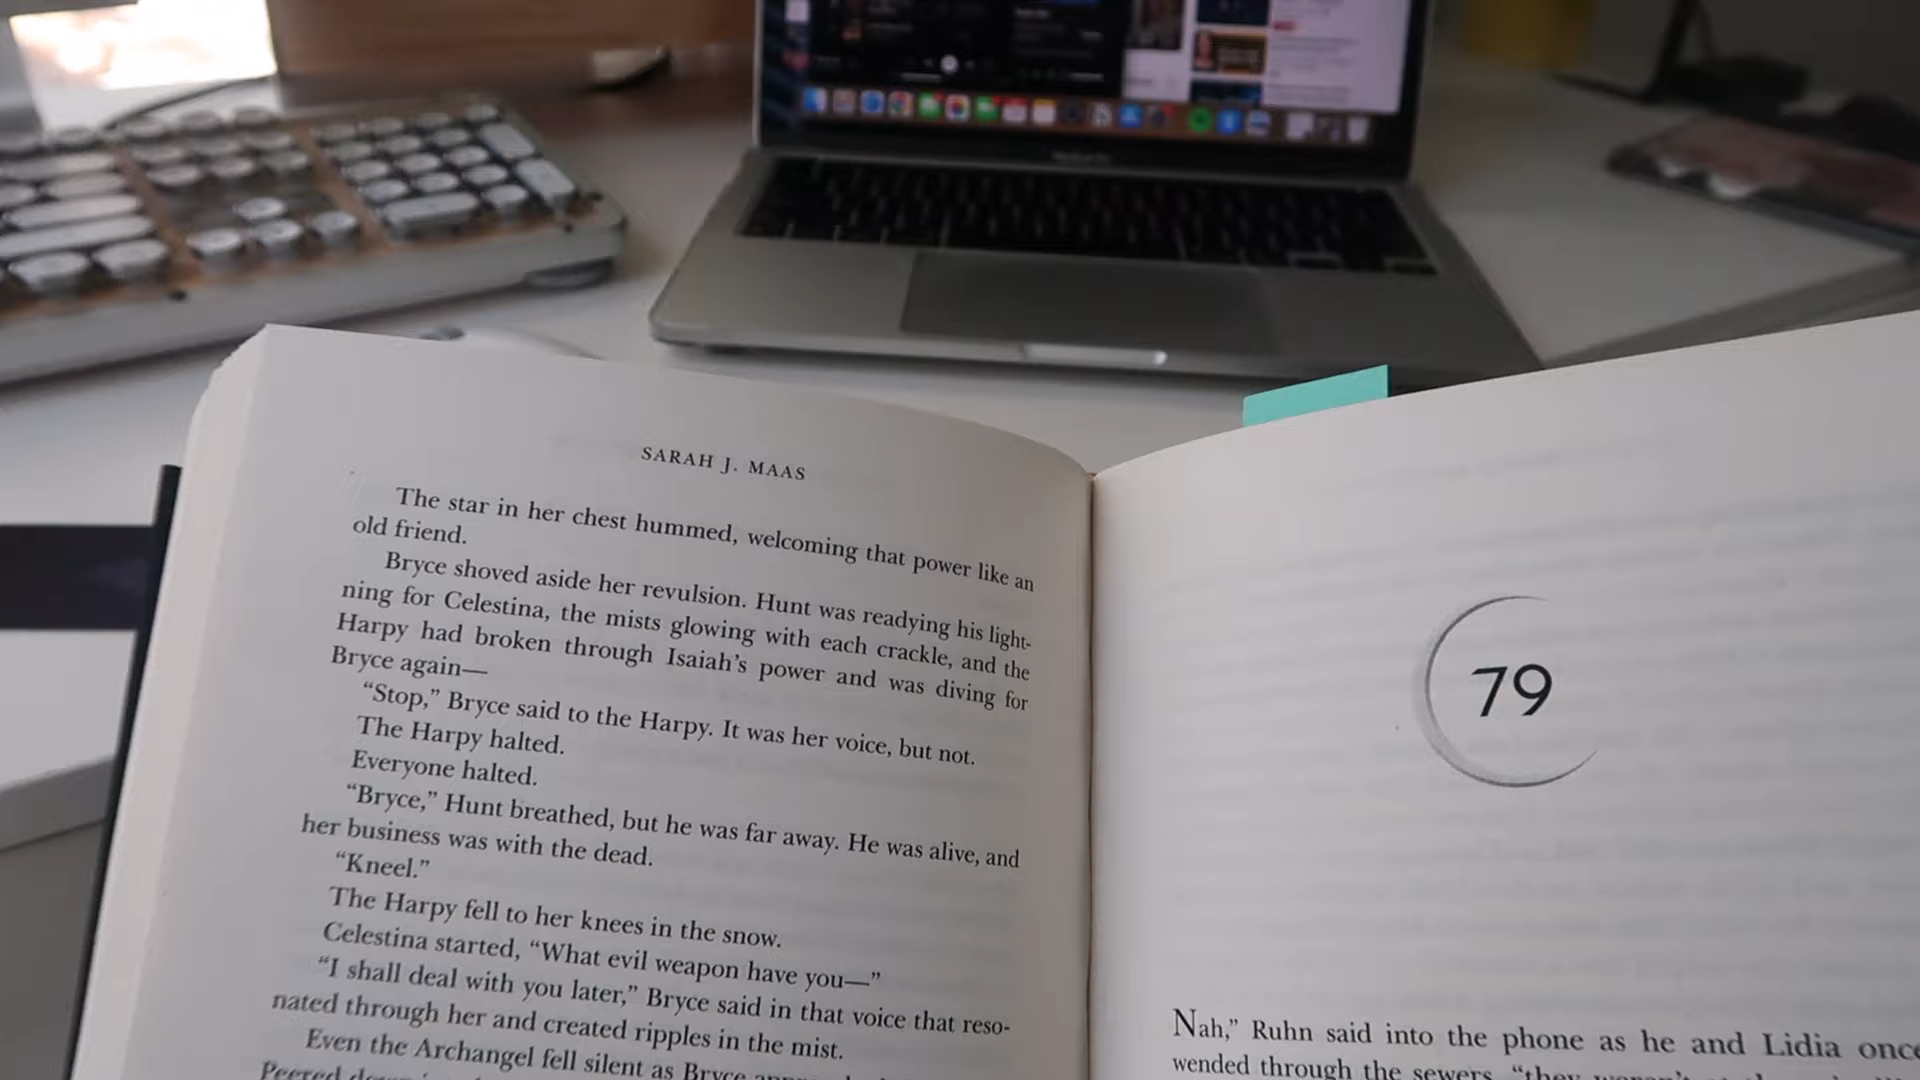 SARAH J. MAAS
The star in her chest hummed, welcoming that power like an
old friend.
Bryce shoved aside her revulsion. Hunt was readying his light-
ning for Celestina, the mists glowing with each crackle, and the
Harpy had broken through Isaiah’s power and was diving for
Bryce again—
“Stop,” Bryce said to the Harpy. It was her voice, but not.
The Harpy halted.
Everyone halted.
“Bryce,” Hunt breathed, but he was far away. He was alive, and
her business was with the dead.
“Kneel.”
The Harpy fell to her knees in the snow.
Celestina started, “What evil weapon have you—”
“I shall deal with you later,” Bryce said in that voice that reso-
nated through her and created ripples in the mist.
Even the Archangel fell silent as Bryce
Peered
79
Nah,” Ruhn said into the phone as he and Lidia once
wended through the sewers, “they weren’t